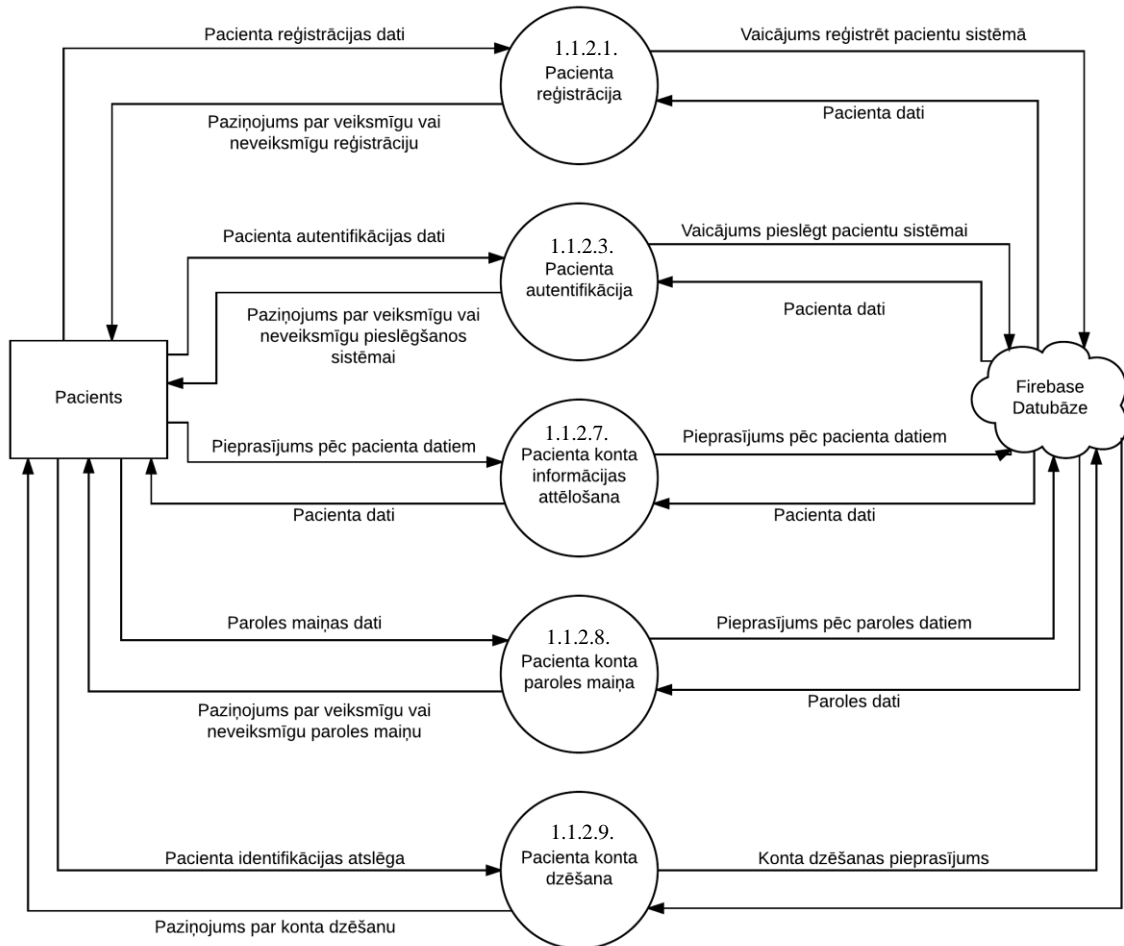 Pacienta reģistrācijas dati
1.1.2.1.
Pacienta
reģistrācija
Vaicājums reģistrēt pacientu sistēmā
Paziņojums par veiksmīgu vai
neveiksmīgu reģistrāciju
Pacienta dati
Pacienta autentifikācijas dati
1.1.2.3.
Pacienta
autentifikācija
Vaicājums pieslēgt pacientu sistēmai
Paziņojums par veiksmīgu vai
neveiksmīgu pieslēgšanos
sistēmai
Pacienta dati
Pacients
Firebase
Datubāze
Pieprasījums pēc pacienta datiem
1.1.2.7.
Pacienta konta
informācijas
attēlošana
Pieprasījums pēc pacienta datiem
Pacienta dati
Pacienta dati
Paroles maiņas dati
1.1.2.8.
Pacienta konta
paroles maiņa
Pieprasījums pēc paroles datiem
Paziņojums par veiksmīgu vai
neveiksmīgu paroles maiņu
Paroles dati
Pacienta identifikācijas atslēga
1.1.2.9.
Pacienta konta
dzēšana
Konta dzēšanas pieprasījums
Paziņojums par konta dzēšanu